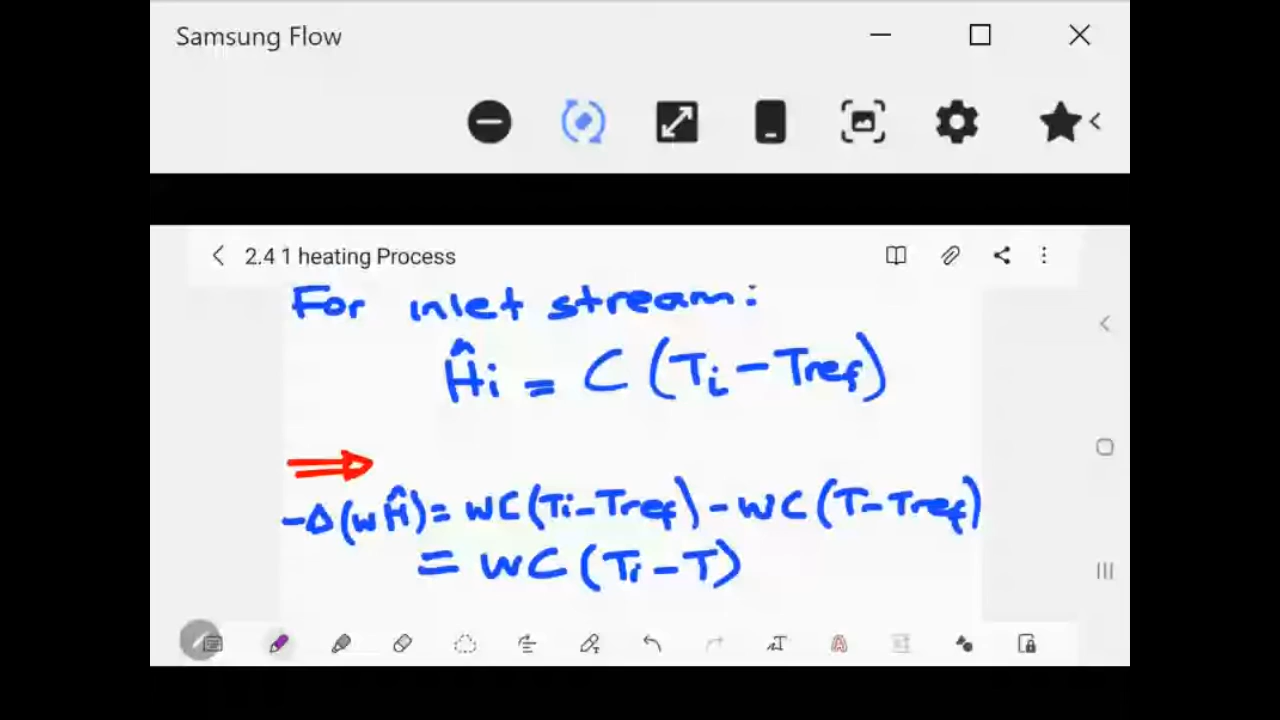 Samsung Flow
2.4 1 heating Process
For inlet stream:
Ĥi = C (Ti - Tref)
-Δ(wĤ) = wC(Ti - Tref) - wC(T - Tref)
= wC(Ti - T)